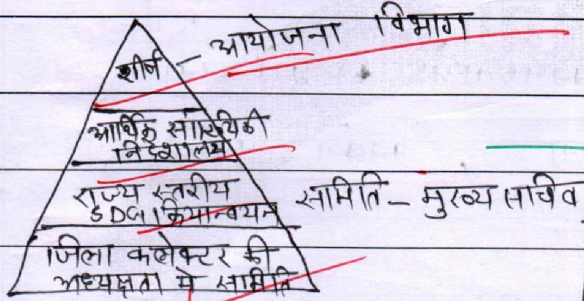 शीर्ष – आयोजना विभाग
आर्थिक सांख्यिकी
निदेशालय
राज्य स्तरीय
SDG क्रियान्वयन समिति – मुख्य सचिव
जिला कलेक्टर की
अध्यक्षता मे समिति